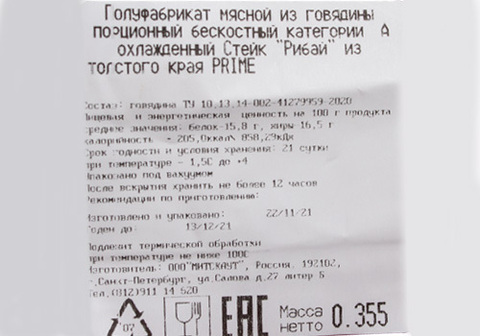 Полуфабрикат мясной из говядины
порционный бескостный категории А
охлажденный Стейк "Рибай" из
толстого края PRIME
Состав: говядина ТУ 10.13.14-002-41279959-2020
Пищевая и энергетическая ценность на 100 г продукта
средние значения: белок-15,8 г, жиры-16,5 г
калорийность - 205,0ккал\ 858,29кДж
Срок годности и условия хранения: 21 сутки
при температуре - 1,5С до +4
Упаковано под вакуумом
После вскрытия хранить не более 12 часов
Рекомендации по приготовлению:
Изготовлено и упаковано: 22/11/21
Годен до: 13/12/21
Подлежит термической обработки
при температуре не ниже 100С
Изготовитель: ООО"МИТСКАУТ", Россия, 192102,
г.Санкт-Петербург, ул.Салова д.27 литер Б
Тел.(812)911 14 620
07
EAC Масса
нетто 0.355